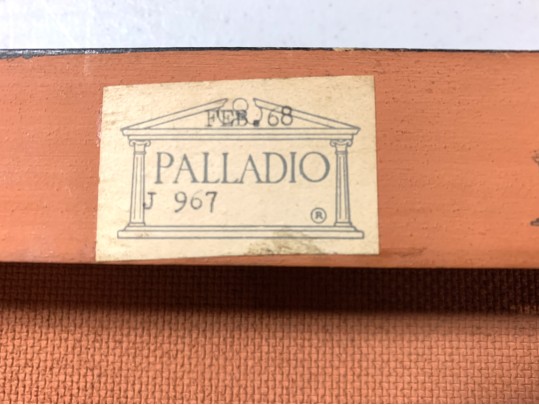 FEB. 68
PALLADIO
J 967
®